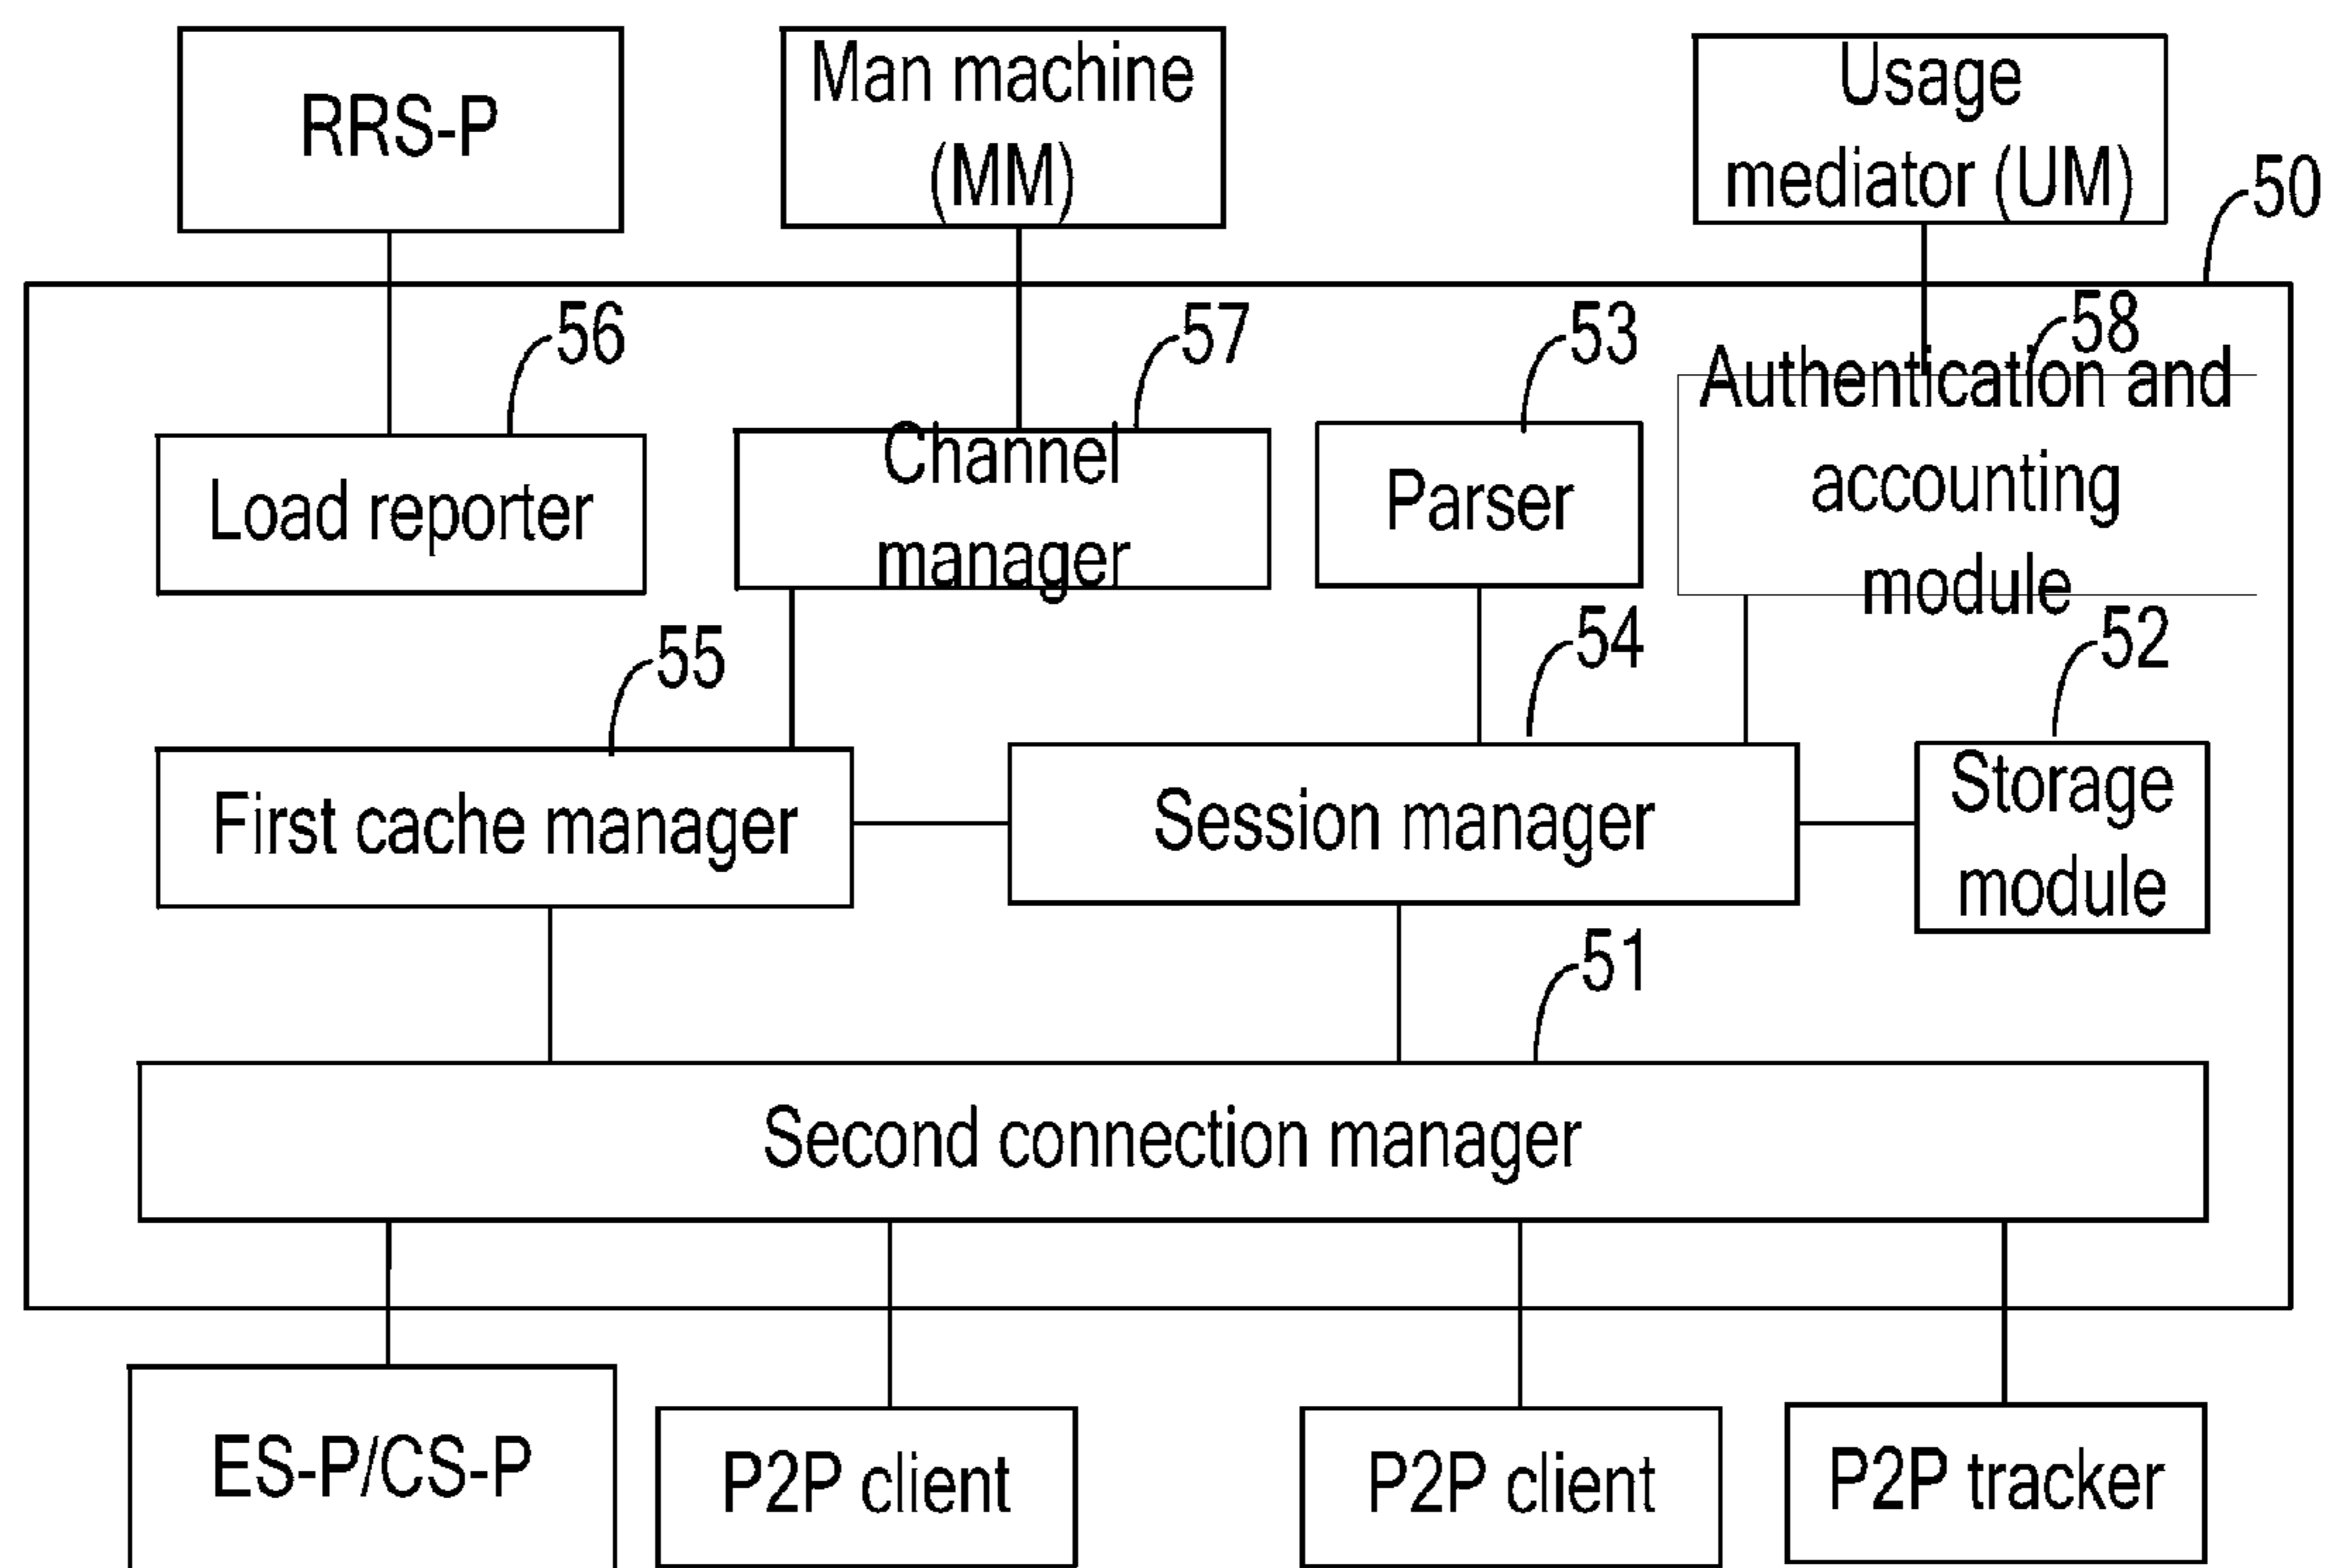 RRS-P
Man machine
(MM)
Usage
mediator (UM)
50
56
57
53
58
Load reporter
Channel
manager
Parser
Authentication and
accounting
module
55
54
52
First cache manager
Session manager
Storage
module
51
Second connection manager
ES-P/CS-P
P2P client
P2P client
P2P tracker